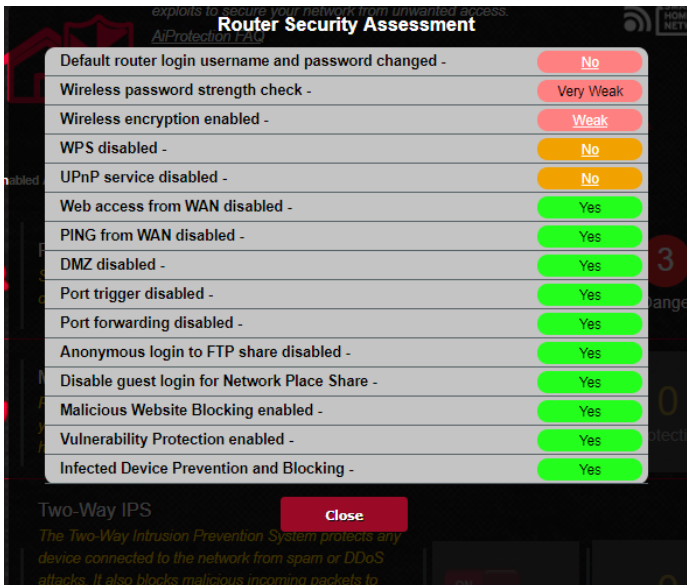 exploits to secure your network from unwanted access.
Router Security Assessment
AiProtection FAQ
Default router login username and password changed - No
Wireless password strength check - Very Weak
Wireless encryption enabled - Weak
WPS disabled - No
UPnP service disabled - No
Web access from WAN disabled - Yes
PING from WAN disabled - Yes
DMZ disabled - Yes
Port trigger disabled - Yes
Port forwarding disabled - Yes
Anonymous login to FTP share disabled - Yes
Disable guest login for Network Place Share - Yes
Malicious Website Blocking enabled - Yes
Vulnerability Protection enabled - Yes
Infected Device Prevention and Blocking - Yes
3
0
Close
Two-Way IPS
The Two-Way Intrusion Prevention System protects any
device connected to the network from spam or DDoS
attacks. It also blocks malicious incoming packets to
ON